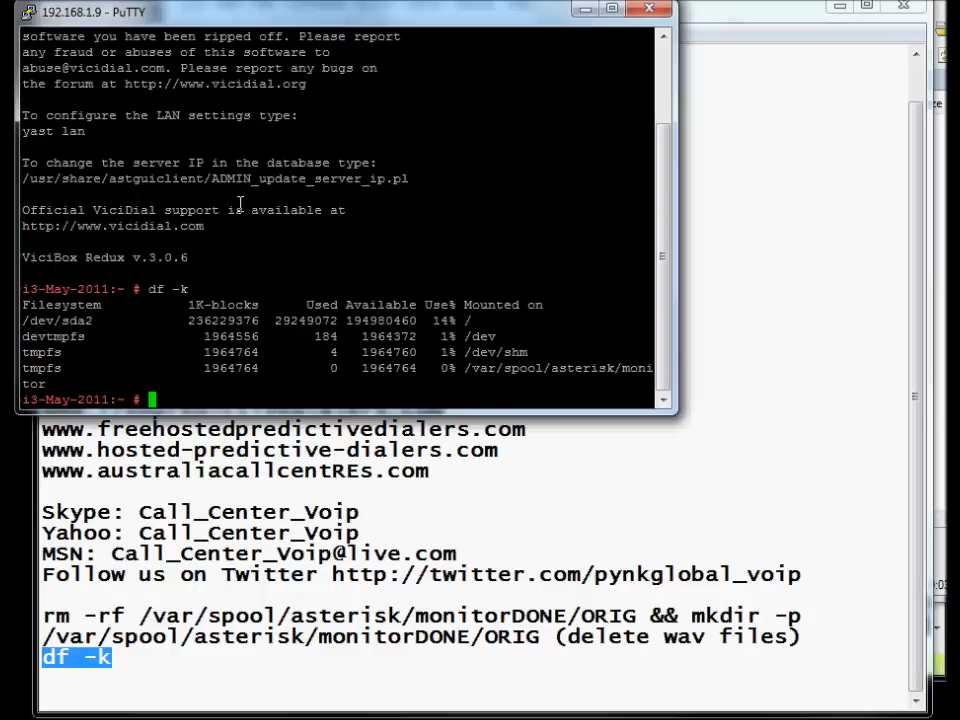 192.168.1.9 - PuTTY
software you have been ripped off. Please report
any fraud or abuses of this software to
abuse@vicidial.com. Please report any bugs on
the forum at http://www.vicidial.org
To configure the LAN settings type:
yast lan
To change the server IP in the database type:
/usr/share/astguiclient/ADMIN_update_server_ip.pl
Official ViciDial support is available at
http://www.vicidial.com
ViciBox Redux v.3.0.6
i3-May-2011:~ # df -k
Filesystem 1K-blocks Used Available Use% Mounted on
/dev/sda2 236229376 29249072 194980460 14% /
devtmpfs 1964556 184 1964372 1% /dev
tmpfs 1964764 4 1964760 1% /dev/shm
tmpfs 1964764 0 1964764 0% /var/spool/asterisk/moni
tor
i3-May-2011:~ #
www.freehostedpredictivedialers.com
www.hosted-predictive-dialers.com
www.australiacallcentREs.com
Skype: Call_Center_Voip
Yahoo: Call_Center_Voip
MSN: Call_Center_Voip@live.com
Follow us on Twitter http://twitter.com/pynkglobal_voip
rm -rf /var/spool/asterisk/monitorDONE/ORIG && mkdir -p
/var/spool/asterisk/monitorDONE/ORIG (delete wav files)
df -k